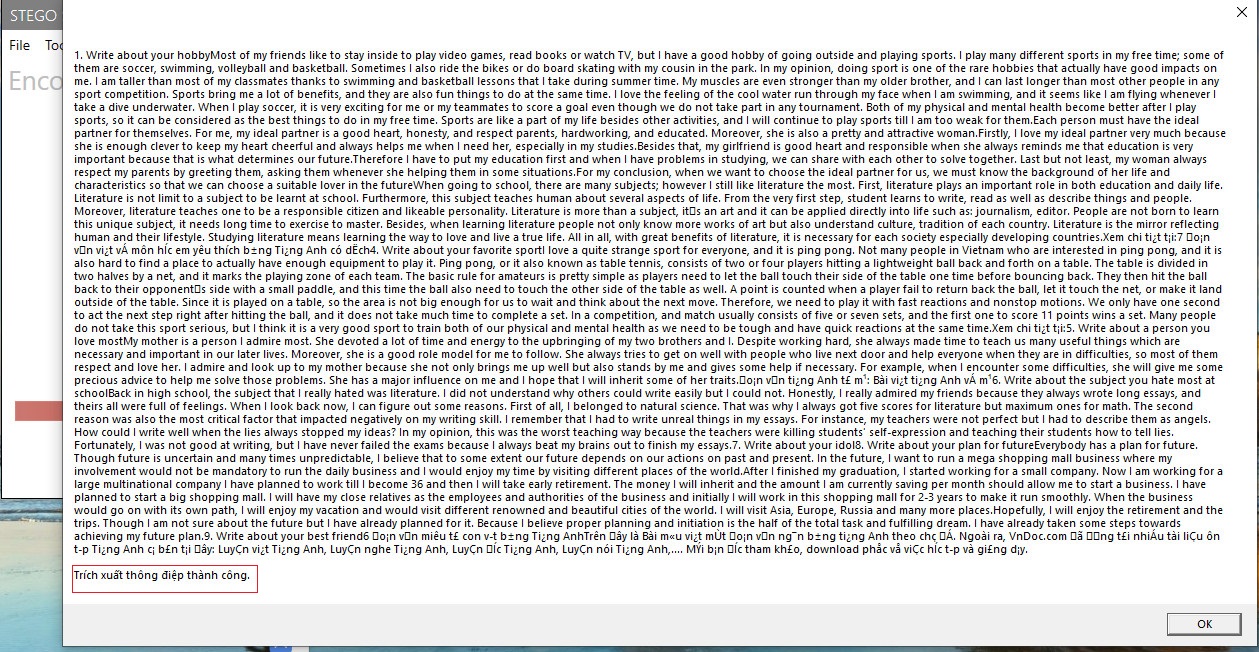 STEGO
File Too
Enco
1. Write about your hobbyMost of my friends like to stay inside to play video games, read books or watch TV, but I have a good hobby of going outside and playing sports. I play many different sports in my free time; some of
them are soccer, swimming, volleyball and basketball. Sometimes I also ride the bikes or do board skating with my cousin in the park. In my opinion, doing sport is one of the rare hobbies that actually have good impacts on
me. I am taller than most of my classmates thanks to swimming and basketball lessons that I take during summer time. My muscles are even stronger than my older brother, and I can last longer than most other people in any
sport competition. Sports bring me a lot of benefits, and they are also fun things to do at the same time. I love the feeling of the cool water run through my face when I am swimming, and it seems like I am flying whenever I
take a dive underwater. When I play soccer, it is very exciting for me or my teammates to score a goal even though we do not take part in any tournament. Both of my physical and mental health become better after I play
sports, so it can be considered as the best things to do in my free time. Sports are like a part of my life besides other activities, and I will continue to play sports till I am too weak for them.Each person must have the ideal
partner for themselves. For me, my ideal partner is a good heart, honesty, and respect parents, hardworking, and educated. Moreover, she is also a pretty and attractive woman.Firstly, I love my ideal partner very much because
she is enough clever to keep my heart cheerful and always helps me when I need her, especially in my studies.Besides that, my girlfriend is good heart and responsible when she always reminds me that education is very
important because that is what determines our future.Therefore I have to put my education first and when I have problems in studying, we can share with each other to solve together. Last but not least, my woman always
respect my parents by greeting them, asking them whenever she helping them in some situations.For my conclusion, when we want to choose the ideal partner for us, we must know the background of her life and
characteristics so that we can choose a suitable lover in the futureWhen going to school, there are many subjects; however I still like literature the most. First, literature plays an important role in both education and daily life.
Literature is not limit to a subject to be learnt at school. Furthermore, this subject teaches human about several aspects of life. From the very first step, student learns to write, read as well as describe things and people.
Moreover, literature teaches one to be a responsible citizen and likeable personality. Literature is more than a subject, it▯s an art and it can be applied directly into life such as: journalism, editor. People are not born to learn
this unique subject, it needs long time to exercise to master. Besides, when learning literature people not only know more works of art but also understand culture, tradition of each country. Literature is the mirror reflecting
human and their lifestyle. Studying literature means learning the way to love and live a true life. All in all, with great benefits of literature, it is necessary for each society especially developing countries.Xem chi ti¿t t¡i:7 ▯o¡n
v▯n vi¿t vÁ môn hÍc em yêu thích b±ng Ti¿ng Anh có dËch4. Write about your favorite sportI love a quite strange sport for everyone, and it is ping pong. Not many people in Vietnam who are interested in ping pong, and it is
also hard to find a place to actually have enough equipment to play it. Ping pong, or it also known as table tennis, consists of two or four players hitting a lightweight ball back and forth on a table. The table is divided in
two halves by a net, and it marks the playing zone of each team. The basic rule for amateurs is pretty simple as players need to let the ball touch their side of the table one time before bouncing back. They then hit the ball
back to their opponent▯s side with a small paddle, and this time the ball also need to touch the other side of the table as well. A point is counted when a player fail to return back the ball, let it touch the net, or make it land
outside of the table. Since it is played on a table, so the area is not big enough for us to wait and think about the next move. Therefore, we need to play it with fast reactions and nonstop motions. We only have one second
to act the next step right after hitting the ball, and it does not take much time to complete a set. In a competition, and match usually consists of five or seven sets, and the first one to score 11 points wins a set. Many people
do not take this sport serious, but I think it is a very good sport to train both of our physical and mental health as we need to be tough and have quick reactions at the same time.Xem chi ti¿t t¡i:5. Write about a person you
love mostMy mother is a person I admire most. She devoted a lot of time and energy to the upbringing of my two brothers and I. Despite working hard, she always made time to teach us many useful things which are
necessary and important in our later lives. Moreover, she is a good role model for me to follow. She always tries to get on well with people who live next door and help everyone when they are in difficulties, so most of them
respect and love her. I admire and look up to my mother because she not only brings me up well but also stands by me and gives some help if necessary. For example, when I encounter some difficulties, she will give me some
precious advice to help me solve those problems. She has a major influence on me and I hope that I will inherit some of her traits.▯o¡n v▯n ti¿ng Anh t£ m¹: Bài vi¿t ti¿ng Anh vÁ m¹6. Write about the subject you hate most at
schoolBack in high school, the subject that I really hated was literature. I did not understand why others could write easily but I could not. Honestly, I really admired my friends because they always wrote long essays, and
theirs all were full of feelings. When I look back now, I can figure out some reasons. First of all, I belonged to natural science. That was why I always got five scores for literature but maximum ones for math. The second
reason was also the most critical factor that impacted negatively on my writing skill. I remember that I had to write unreal things in my essays. For instance, my teachers were not perfect but I had to describe them as angels.
How could I write well when the lies always stopped my ideas? In my opinion, this was the worst teaching way because the teachers were killing students' self-expression and teaching their students how to tell lies.
Fortunately, I was not good at writing, but I have never failed the exams because I always beat my brains out to finish my essays.7. Write about your idol8. Write about your plan for futureEverybody has a plan for future.
Though future is uncertain and many times unpredictable, I believe that to some extent our future depends on our actions on past and present. In the future, I want to run a mega shopping mall business where my
involvement would not be mandatory to run the daily business and I would enjoy my time by visiting different places of the world.After I finished my graduation, I started working for a small company. Now I am working for a
large multinational company I have planned to work till I become 36 and then I will take early retirement. The money I will inherit and the amount I am currently saving per month should allow me to start a business. I have
planned to start a big shopping mall. I will have my close relatives as the employees and authorities of the business and initially I will work in this shopping mall for 2-3 years to make it run smoothly. When the business
would go on with its own path, I will enjoy my vacation and would visit different renowned and beautiful cities of the world. I will visit Asia, Europe, Russia and many more places.Hopefully, I will enjoy the retirement and the
trips. Though I am not sure about the future but I have already planned for it. Because I believe proper planning and initiation is the half of the total task and fulfilling dream. I have already taken some steps towards
achieving my future plan.9. Write about your best friend6 ▯o¡n v▯n miêu t£ con v-t b±ng Ti¿ng AnhTrên ▯ây là Bài m«u vi¿t mÙt ▯o¡n v▯n ng¯n b±ng ti¿ng Anh theo chç ▯Á. Ngoài ra, VnDoc.com ▯ã ▯▯ng t£i nhiÁu tài liÇu ôn
t-p Ti¿ng Anh c¡ b£n t¡i ▯ây: LuyÇn vi¿t Ti¿ng Anh, LuyÇn nghe Ti¿ng Anh, LuyÇn ▯Íc Ti¿ng Anh, LuyÇn nói Ti¿ng Anh,.... MÝi b¡n ▯Íc tham kh£o, download phåc vå viÇc hÍc t-p và gi£ng d¡y.
Trích xuất thông điệp thành công.
OK